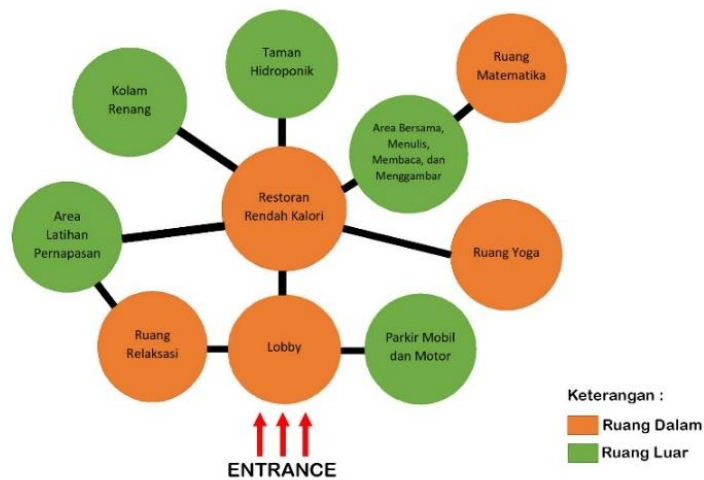 Taman
Hidroponik
Ruang
Matematika
Kolam
Renang
Area Bersama,
Menulis,
Membaca, dan
Menggambar
Restoran
Rendah Kalori
Area
Latihan
Pernapasan
Ruang Yoga
Ruang
Relaksasi
Lobby
Parkir Mobil
dan Motor
Keterangan :
Ruang Dalam
Ruang Luar
ENTRANCE